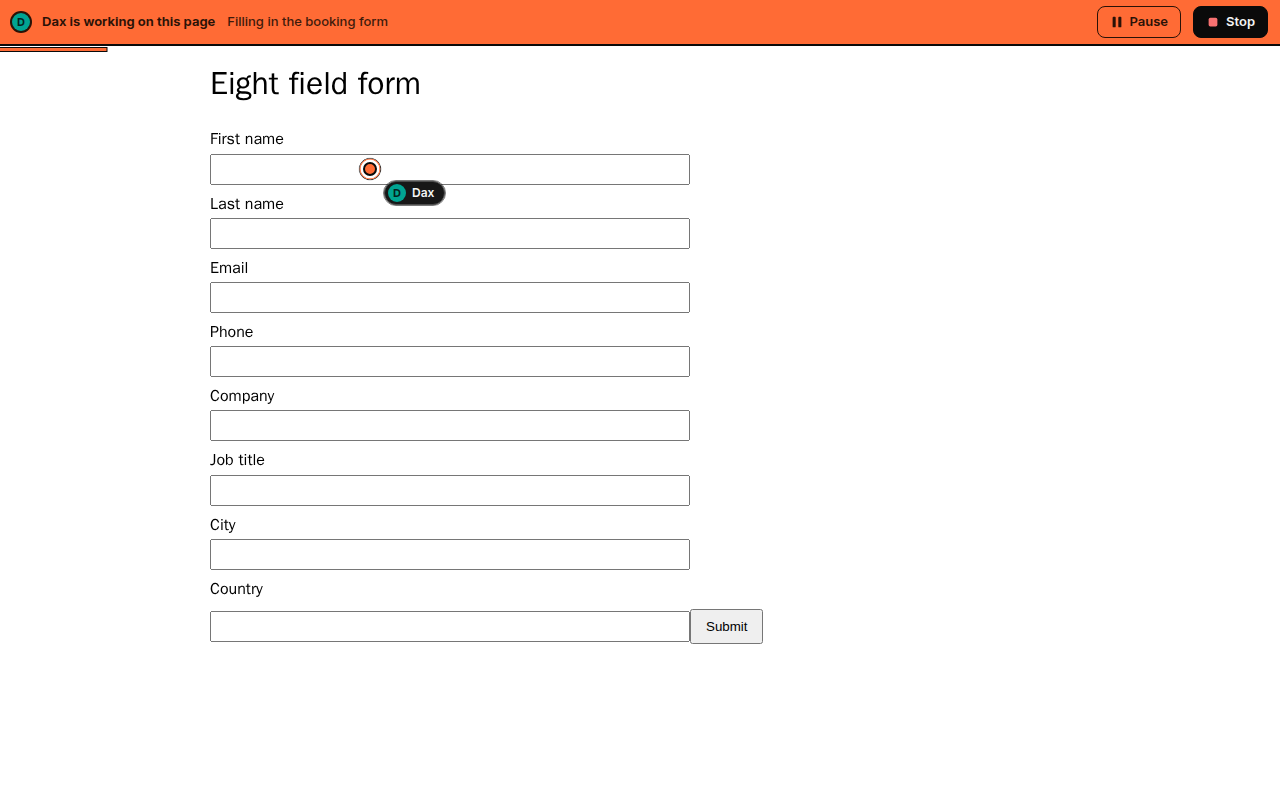 D Dax is working on this page Filling in the booking form Pause Stop
Eight field form
First name
D Dax
Last name
Email
Phone
Company
Job title
City
Country
Submit